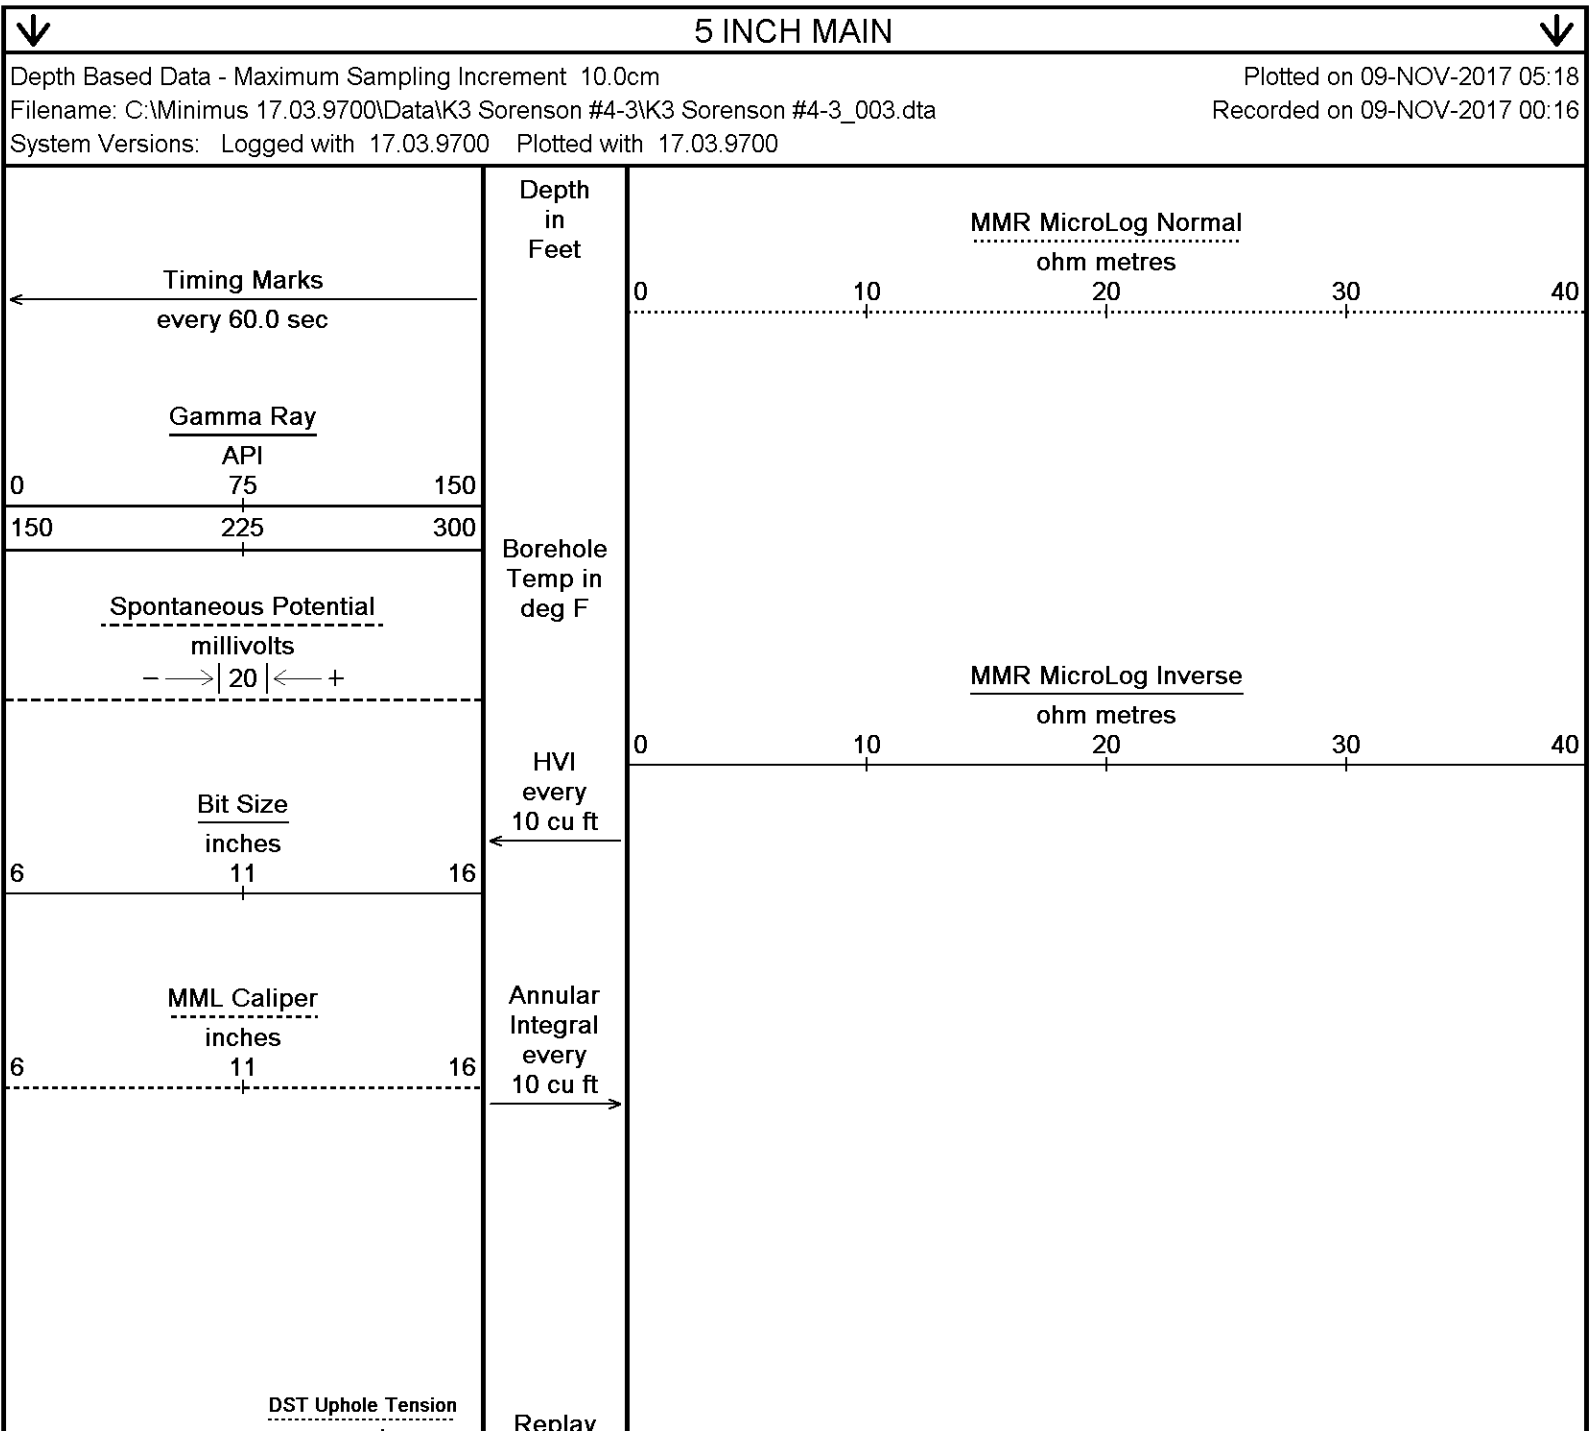 5 INCH MAIN
Depth Based Data - Maximum Sampling Increment 10.0cm
Plotted on 09-NOV-2017 05:18
Filename: C:\Minimus 17.03.9700\Data\K3 Sorenson #4-3\K3 Sorenson #4-3_003.dta
Recorded on 09-NOV-2017 00:16
System Versions: Logged with 17.03.9700 Plotted with 17.03.9700
Timing Marks
every 60.0 sec
Gamma Ray
API
0 75 150
150 225 300
Spontaneous Potential
millivolts
− 20 +
Bit Size
inches
6 11 16
MML Caliper
inches
6 11 16
DST Uphole Tension
Depth
in
Feet
Borehole
Temp in
deg F
HVI
every
10 cu ft
Annular
Integral
every
10 cu ft
Replay
MMR MicroLog Normal
ohm metres
0 10 20 30 40
MMR MicroLog Inverse
ohm metres
0 10 20 30 40